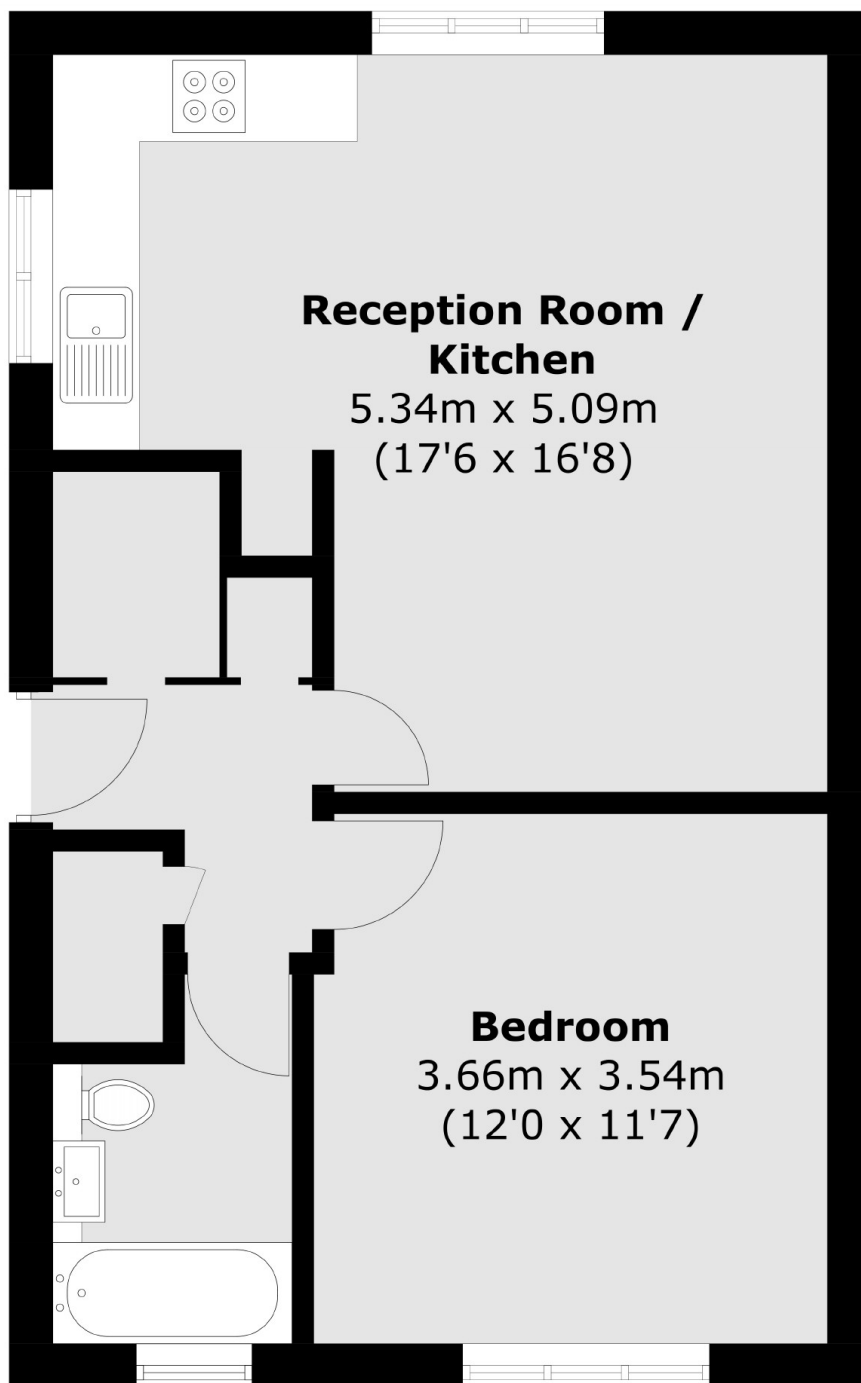 Reception Room /
Kitchen
5.34m x 5.09m
(17'6 x 16'8)
Bedroom
3.66m x 3.54m
(12'0 x 11'7)